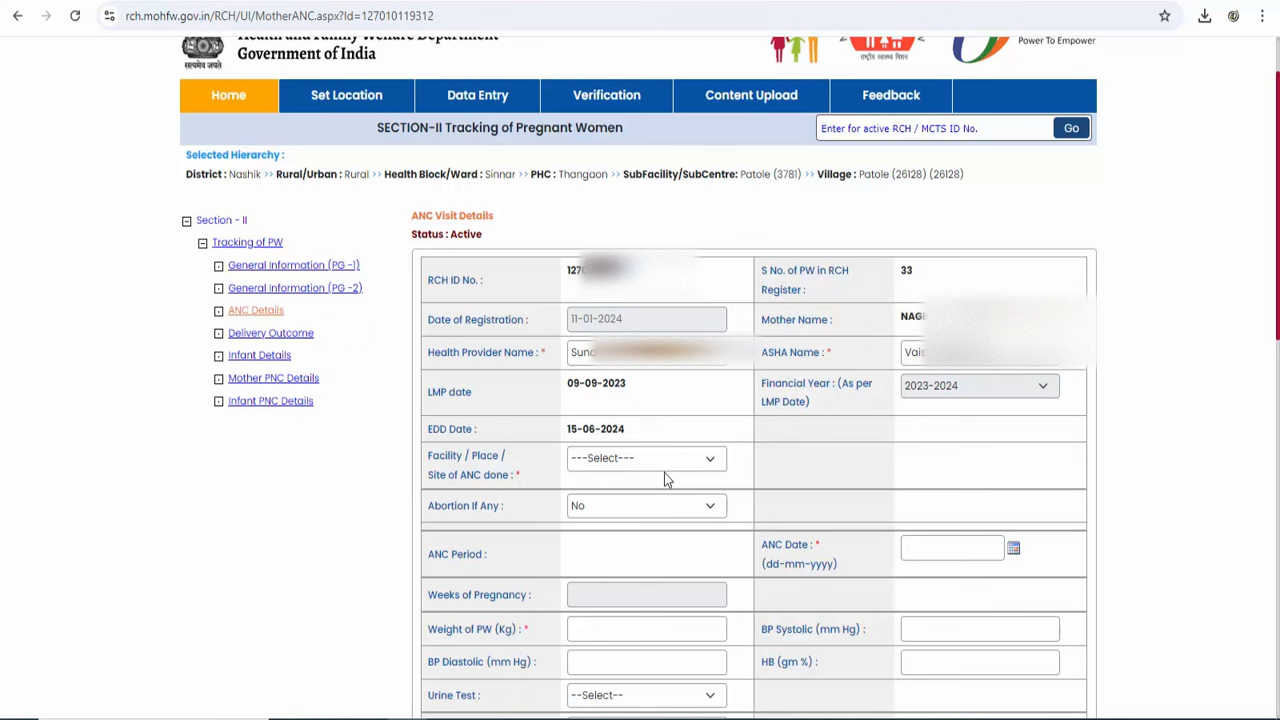 rch.mohfw.gov.in/RCH/UI/MotherANC.aspx?Id=127010119312
Health and Family Welfare Department
Government of India
सत्यमेव जयते
Power To Empower
Home Set Location Data Entry Verification Content Upload Feedback
SECTION-II Tracking of Pregnant Women
Enter for active RCH / MCTS ID No. Go
Selected Hierarchy :
District : Nashik >> Rural/Urban : Rural >> Health Block/Ward : Sinnar >> PHC : Thangaon >> SubFacility/SubCentre: Patole (3781) >> Village : Patole (26128) (26128)
Section - II
Tracking of PW
General Information (PG -1)
General Information (PG -2)
ANC Details
Delivery Outcome
Infant Details
Mother PNC Details
Infant PNC Details
ANC Visit Details
Status : Active
RCH ID No. : S No. of PW in RCH Register : 33
Date of Registration : 11-01-2024 Mother Name :
Health Provider Name : * ASHA Name : *
LMP date 09-09-2023 Financial Year : (As per LMP Date) 2023-2024
EDD Date : 15-06-2024
Facility / Place / Site of ANC done : * ---Select---
Abortion If Any : No
ANC Period : ANC Date : * (dd-mm-yyyy)
Weeks of Pregnancy :
Weight of PW (Kg) : * BP Systolic (mm Hg) :
BP Diastolic (mm Hg) : HB (gm %) :
Urine Test : --Select--